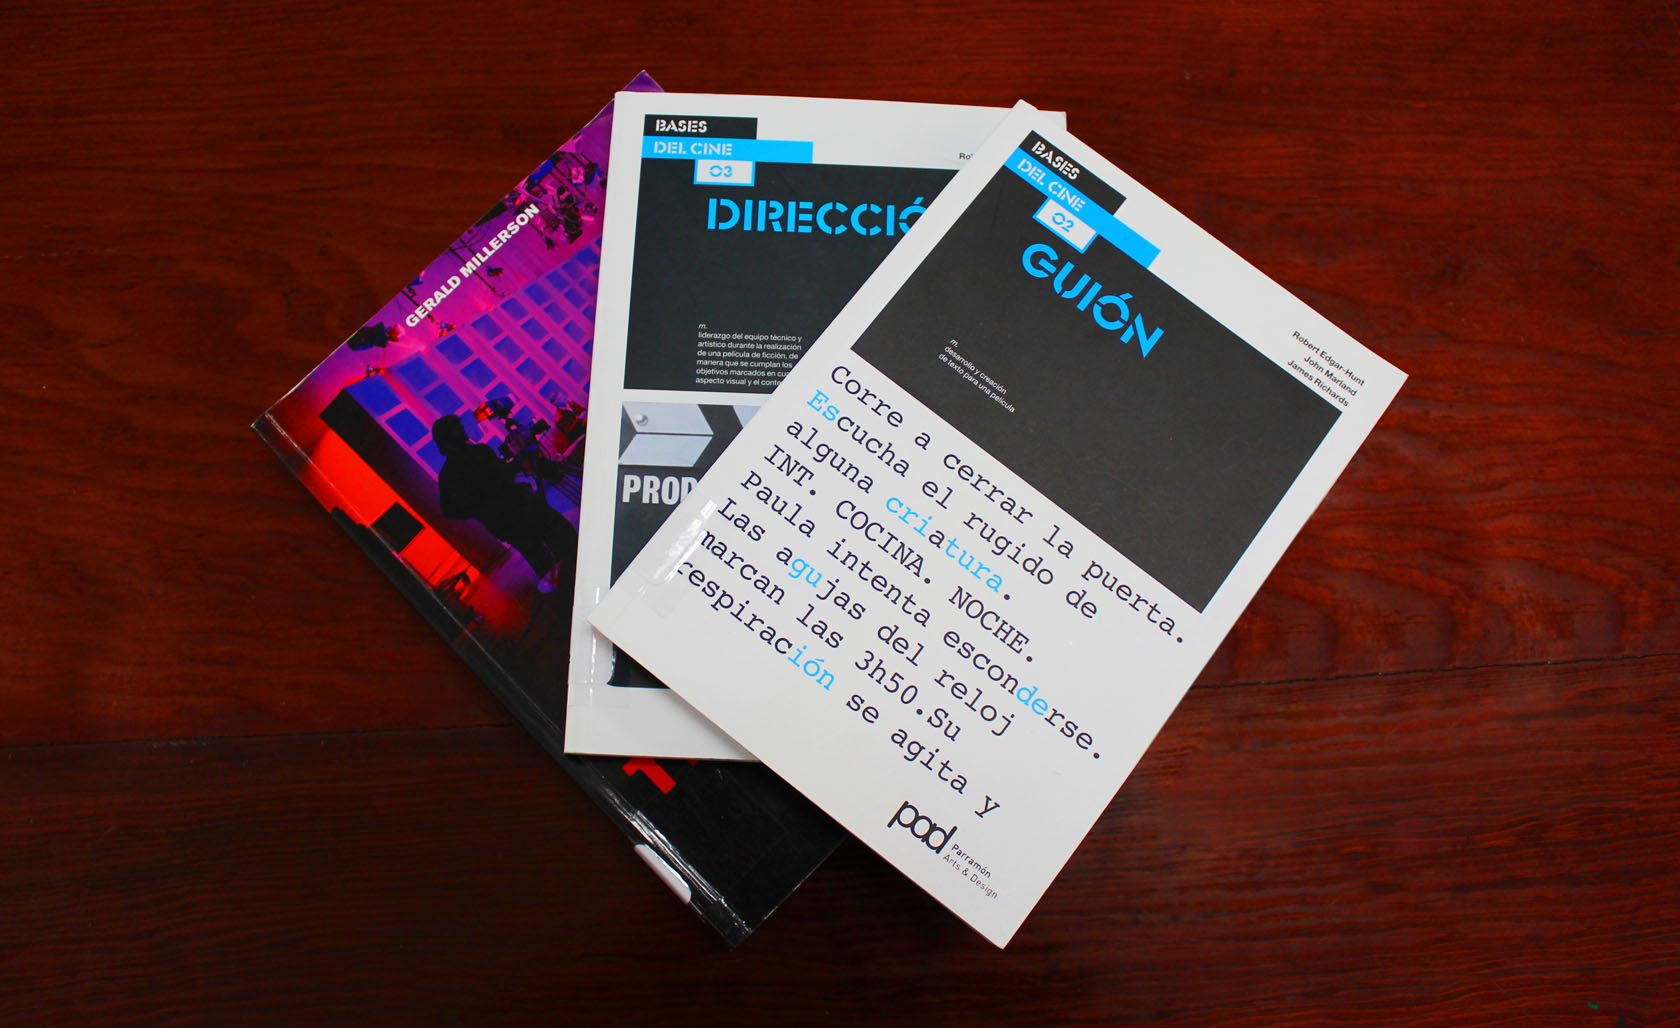 GERALD MILLERSON
BASES
DEL CINE
03
DIRECCIÓ
m.
liderazgo del equipo técnico y
artístico durante la realización
de una película de ficción, de
manera que se cumplan los
objetivos marcados en
aspecto visual y el
PROD
BASES
DEL CINE
02
GUIÓN
Robert Edgar-Hunt
John Marland
James Richards
m.
desarrollo y creación
de texto para una película
Corre a cerrar la puerta.
Escucha el rugido de
alguna criatura.
INT. COCINA. NOCHE.
Paula intenta esconderse.
Las agujas del reloj
marcan las 3h50.Su
respiración se agita y
pad
Parramón
Arts & Design